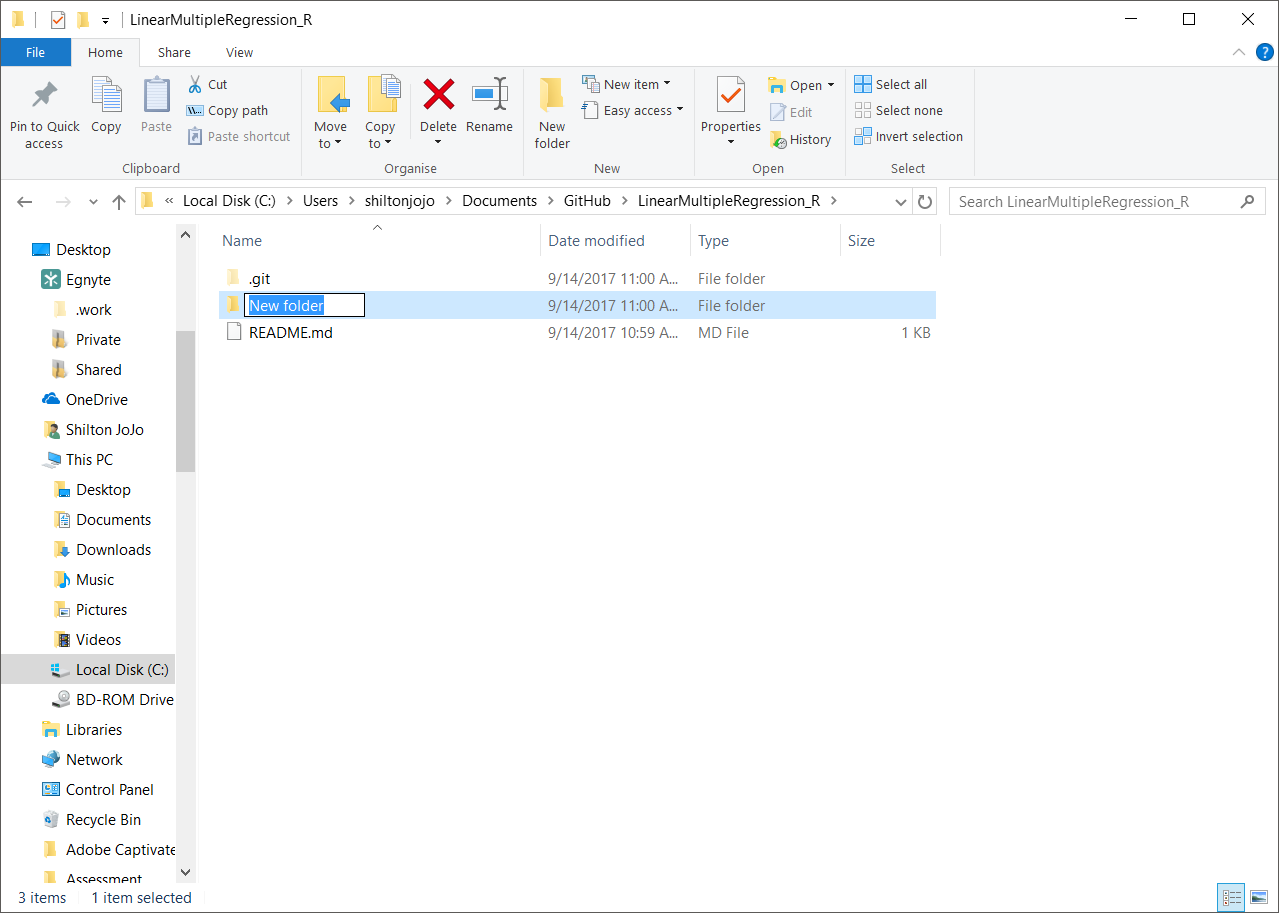 LinearMultipleRegression_R
File Home Share View
Pin to Quick access
Copy
Paste
Cut
Copy path
Paste shortcut
Clipboard
Move to
Copy to
Delete
Rename
Organise
New folder
New item
Easy access
New
Properties
Open
Edit
History
Open
Select all
Select none
Invert selection
Select
« Local Disk (C:) > Users > shiltonjojo > Documents > GitHub > LinearMultipleRegression_R >
Search LinearMultipleRegression_R
Name Date modified Type Size
.git 9/14/2017 11:00 A... File folder
New folder 9/14/2017 11:00 A... File folder
README.md 9/14/2017 10:59 A... MD File 1 KB
Desktop
Egnyte
.work
Private
Shared
OneDrive
Shilton JoJo
This PC
Desktop
Documents
Downloads
Music
Pictures
Videos
Local Disk (C:)
BD-ROM Drive
Libraries
Network
Control Panel
Recycle Bin
Adobe Captivate
Assessment
3 items 1 item selected